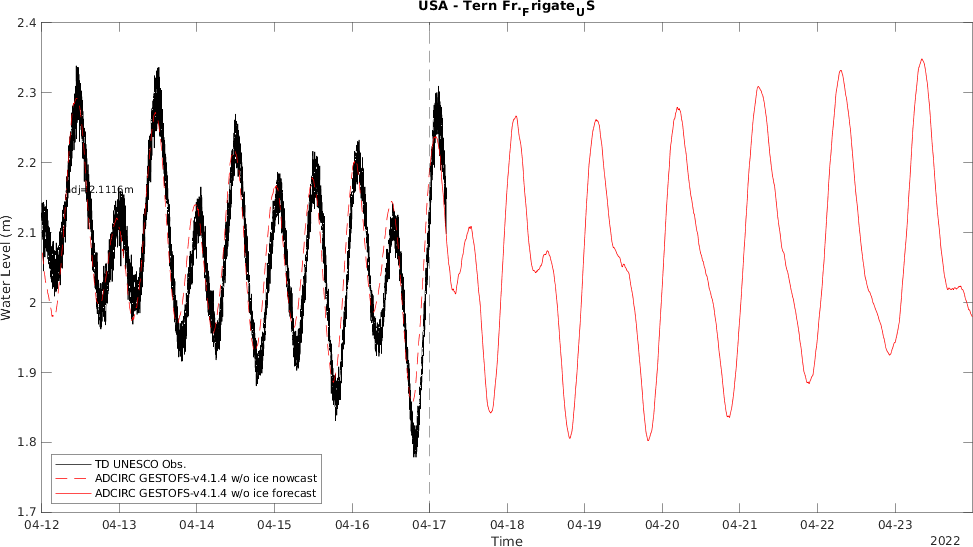 USA - Tern Fr.FrigateUS
2.4
2.3
2.2
2.1
2
1.9
1.8
1.7
Water Level (m)
adj=2.1116m
TD UNESCO Obs.
ADCIRC GESTOFS-v4.1.4 w/o ice nowcast
ADCIRC GESTOFS-v4.1.4 w/o ice forecast
04-12 04-13 04-14 04-15 04-16 04-17 04-18 04-19 04-20 04-21 04-22 04-23
Time
2022